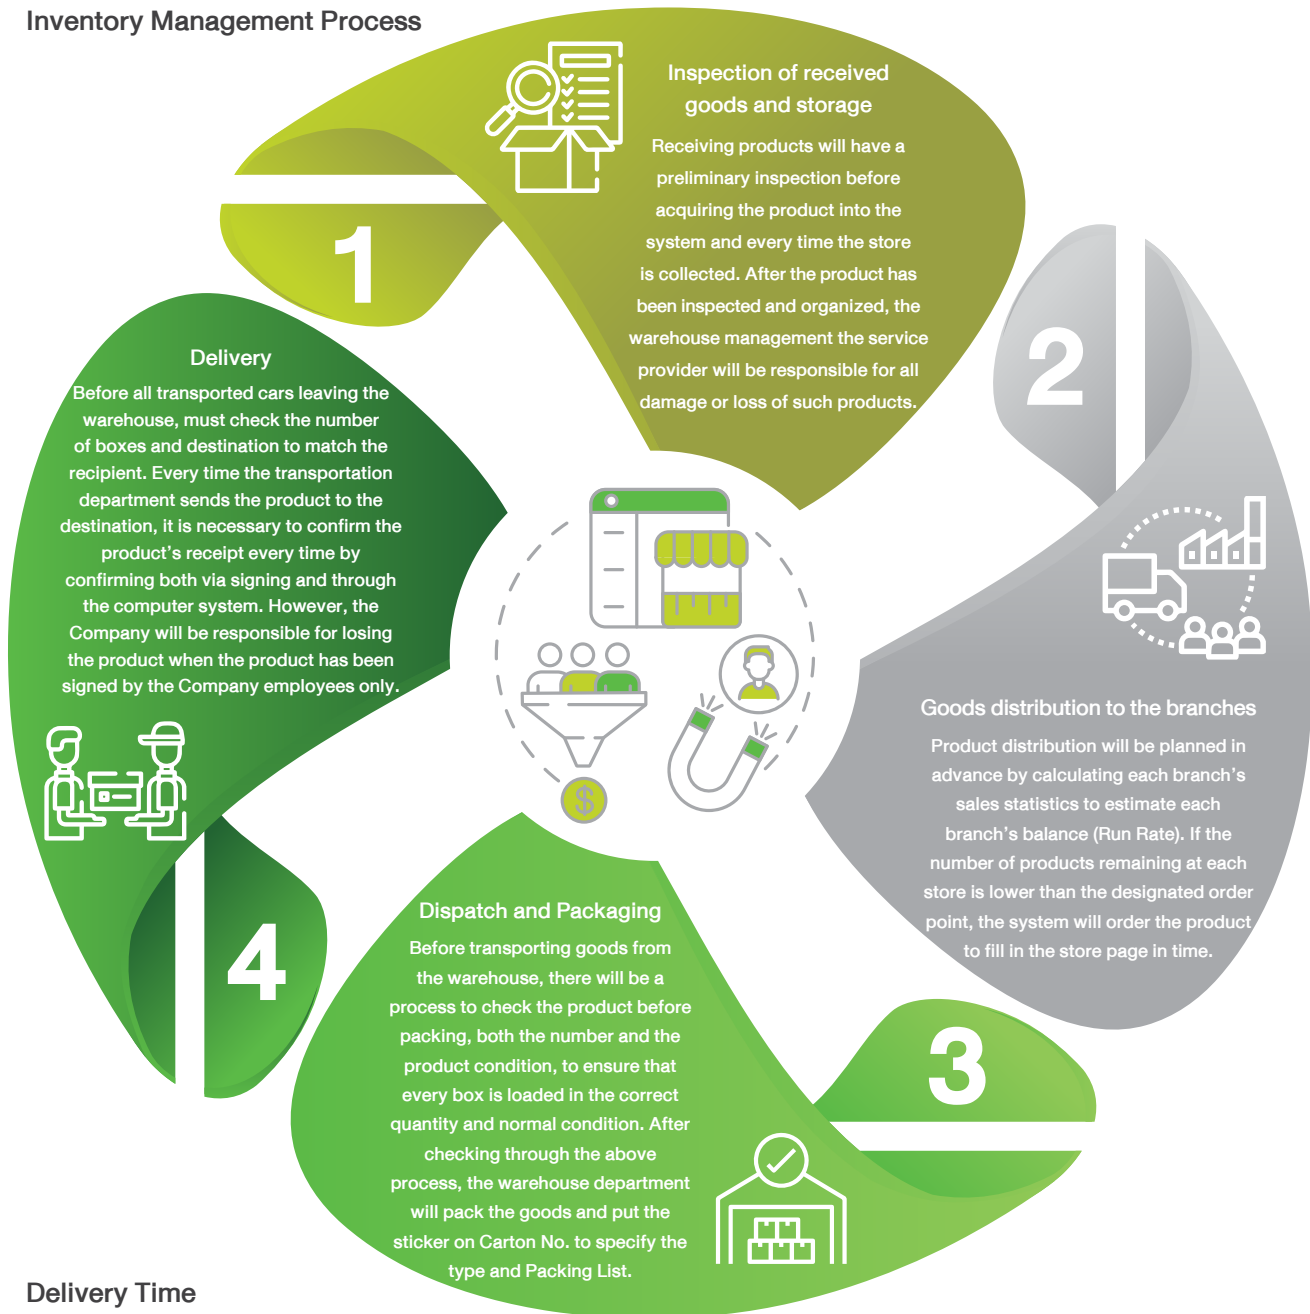 Inventory Management Process
1
Inspection of received
goods and storage
Receiving products will have a
preliminary inspection before
acquiring the product into the
system and every time the store
is collected. After the product has
been inspected and organized, the
warehouse management the service
provider will be responsible for all
damage or loss of such products.
2
Goods distribution to the branches
Product distribution will be planned in
advance by calculating each branch's
sales statistics to estimate each
branch's balance (Run Rate). If the
number of products remaining at each
store is lower than the designated order
point, the system will order the product
to fill in the store page in time.
3
Dispatch and Packaging
Before transporting goods from
the warehouse, there will be a
process to check the product before
packing, both the number and the
product condition, to ensure that
every box is loaded in the correct
quantity and normal condition. After
checking through the above
process, the warehouse department
will pack the goods and put the
sticker on Carton No. to specify the
type and Packing List.
4
Delivery
Before all transported cars leaving the
warehouse, must check the number
of boxes and destination to match the
recipient. Every time the transportation
department sends the product to the
destination, it is necessary to confirm the
product's receipt every time by
confirming both via signing and through
the computer system. However, the
Company will be responsible for losing
the product when the product has been
signed by the Company employees only.
$
Delivery Time